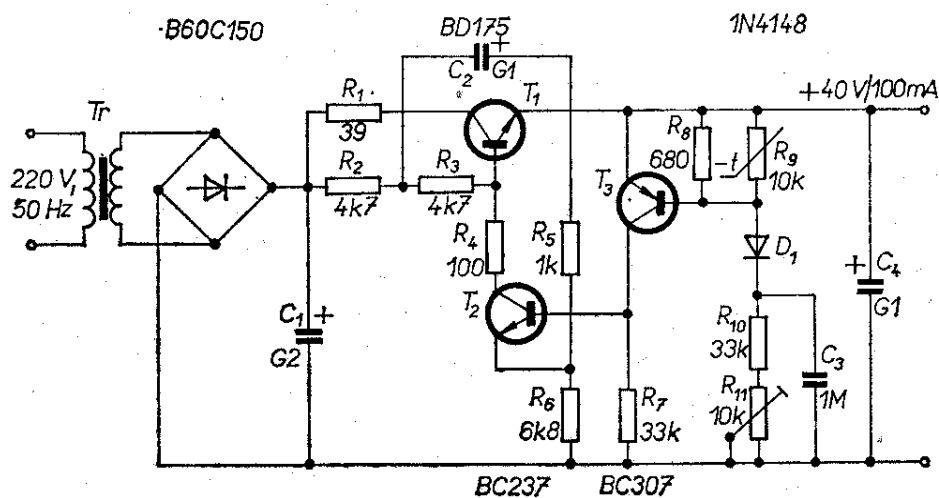 B60C150
BD175
1N4148
C₂
G1
+
R₁
39
T₁
+40V/100mA
Tr
R₂
4k7
R₃
4k7
R₈
680
-t
R₉
10k
220 V,
50 Hz
T₃
R₄
100
R₅
1k
D₁
+
C₄
G1
T₂
C₁
+
G2
R₁₀
33k
C₃
1M
R₆
6k8
R₇
33k
R₁₁
10k
BC237
BC307